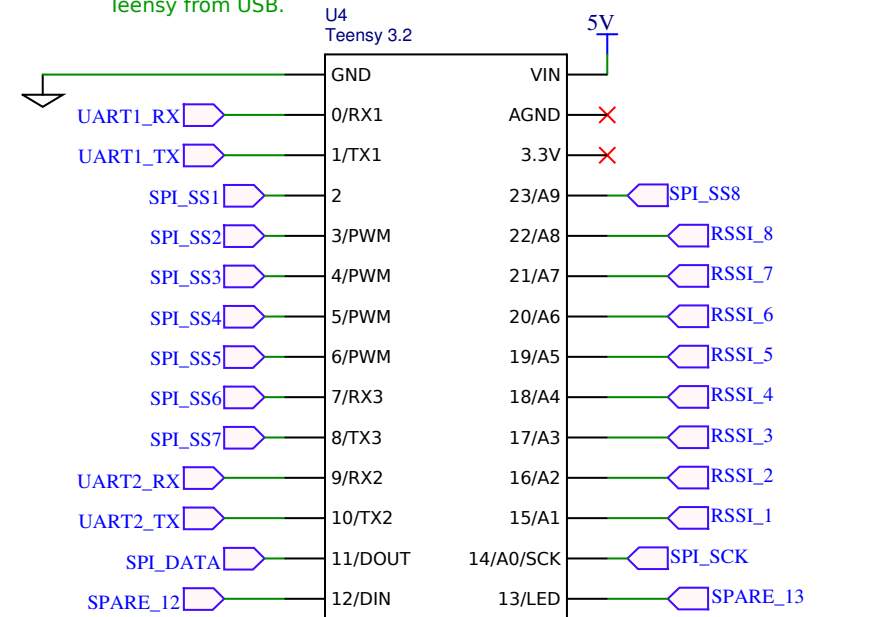 Teensy from USB.
U4
Teensy 3.2
5V
GND VIN
UART1_RX 0/RX1 AGND
UART1_TX 1/TX1 3.3V
SPI_SS1 2 23/A9 SPI_SS8
SPI_SS2 3/PWM 22/A8 RSSI_8
SPI_SS3 4/PWM 21/A7 RSSI_7
SPI_SS4 5/PWM 20/A6 RSSI_6
SPI_SS5 6/PWM 19/A5 RSSI_5
SPI_SS6 7/RX3 18/A4 RSSI_4
SPI_SS7 8/TX3 17/A3 RSSI_3
UART2_RX 9/RX2 16/A2 RSSI_2
UART2_TX 10/TX2 15/A1 RSSI_1
SPI_DATA 11/DOUT 14/A0/SCK SPI_SCK
SPARE_12 12/DIN 13/LED SPARE_13